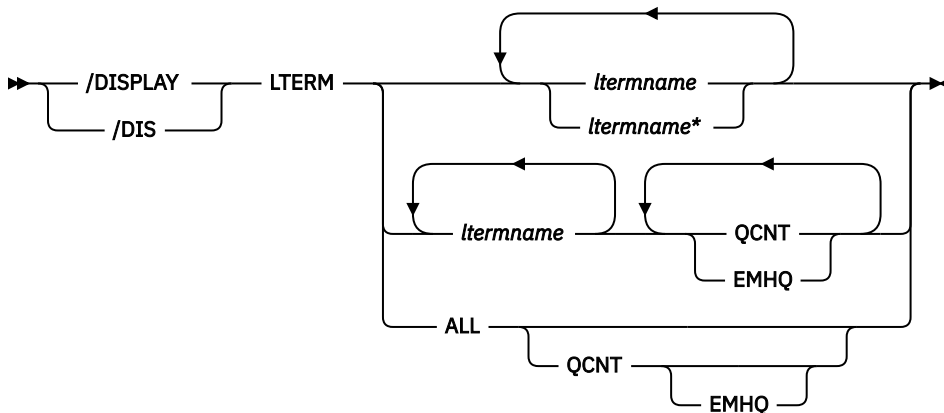 /DISPLAY
/DIS
LTERM
ltermname
ltermname*
ltermname
QCNT
EMHQ
ALL
QCNT
EMHQ